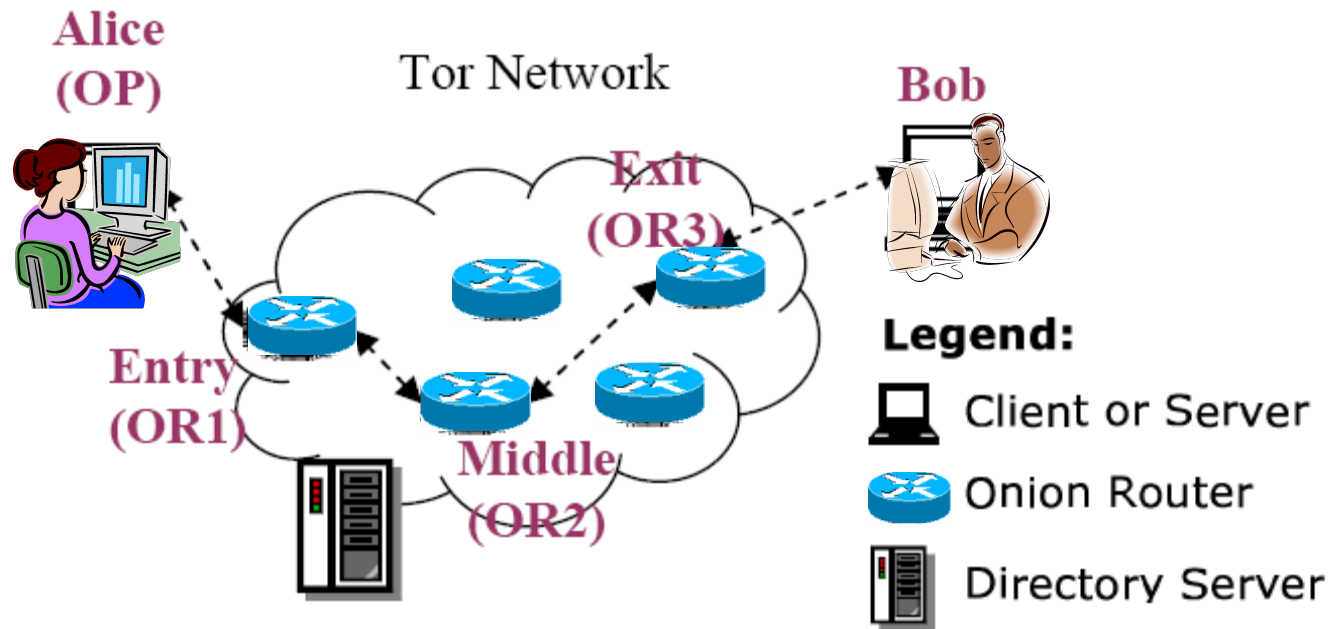 Alice
(OP)
Tor Network
Bob
Exit
(OR3)
Entry
(OR1)
Middle
(OR2)
Legend:
Client or Server
Onion Router
Directory Server